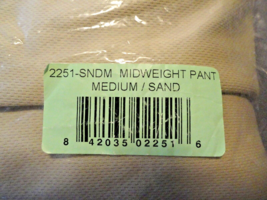 2251-SNDM MIDWEIGHT PANT
MEDIUM / SAND
8 42035 02251 6